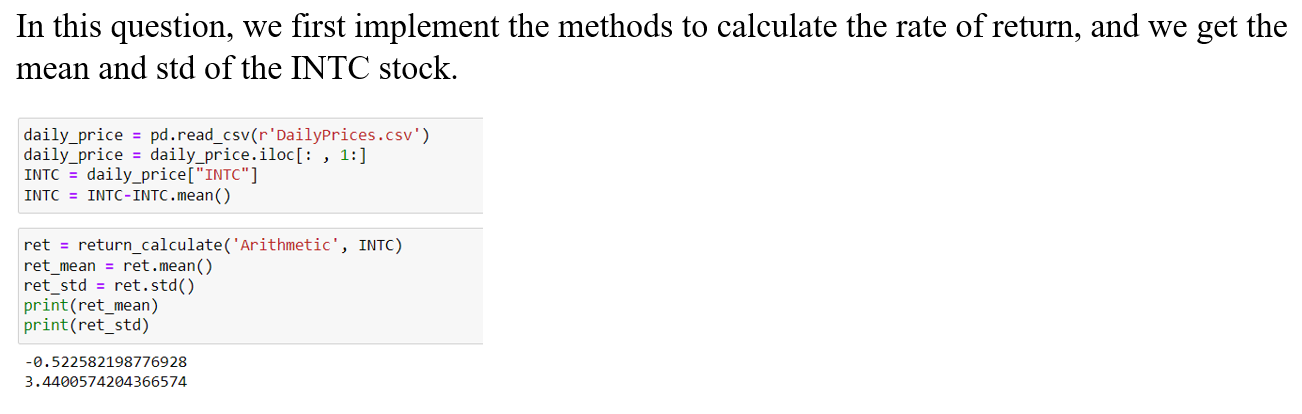 In this question, we first implement the methods to calculate the rate of return, and we get the
mean and std of the INTC stock.
daily_price = pd.read_csv(r'DailyPrices.csv')
daily_price = daily_price.iloc[: , 1:]
INTC = daily_price["INTC"]
INTC = INTC-INTC.mean()
ret = return_calculate('Arithmetic', INTC)
ret_mean = ret.mean()
ret_std = ret.std()
print(ret_mean)
print(ret_std)
-0.522582198776928
3.4400574204366574